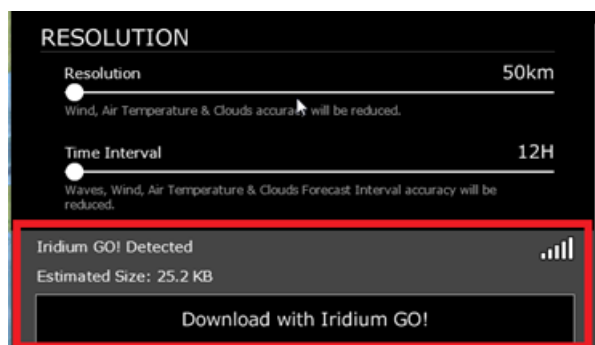 RESOLUTION
Resolution 50km
Wind, Air Temperature & Clouds accuracy will be reduced.
Time Interval 12H
Waves, Wind, Air Temperature & Clouds Forecast Interval accuracy will be
reduced.
Iridium GO! Detected
Estimated Size: 25.2 KB
Download with Iridium GO!